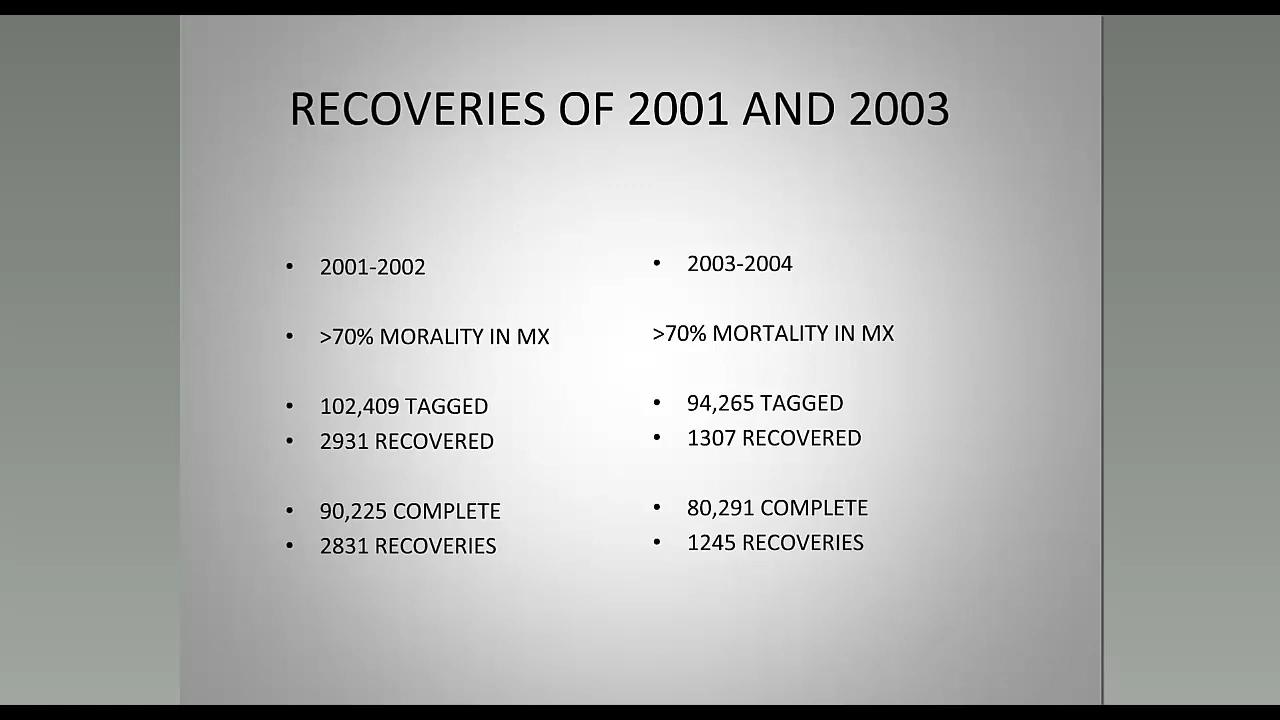 RECOVERIES OF 2001 AND 2003
• 2001-2002
• >70% MORALITY IN MX
• 102,409 TAGGED
• 2931 RECOVERED
• 90,225 COMPLETE
• 2831 RECOVERIES
• 2003-2004
>70% MORTALITY IN MX
• 94,265 TAGGED
• 1307 RECOVERED
• 80,291 COMPLETE
• 1245 RECOVERIES